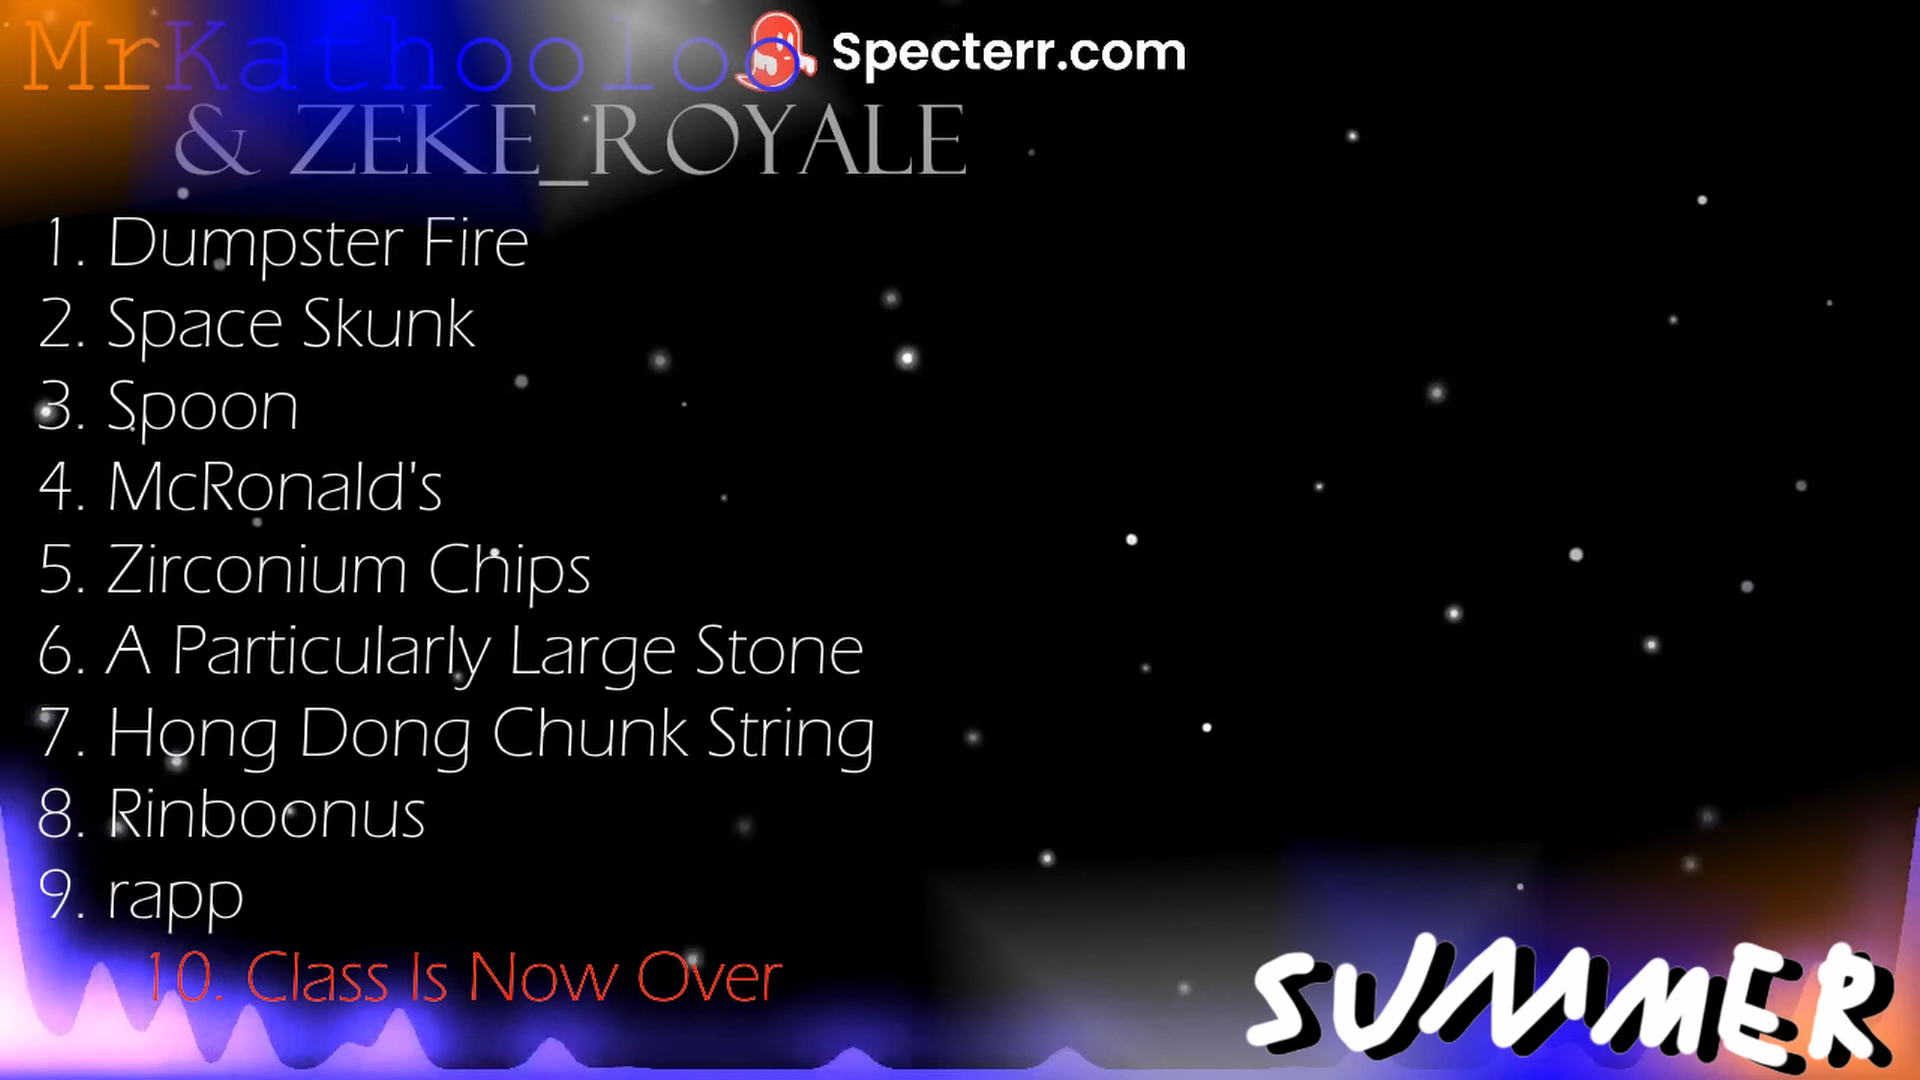 MrKathooloo
Specterr.com
& ZEKE_ROYALE
1. Dumpster Fire
2. Space Skunk
3. Spoon
4. McRonald's
5. Zirconium Chips
6. A Particularly Large Stone
7. Hong Dong Chunk String
8. Rinboonus
9. rapp
10. Class Is Now Over
SUMMER